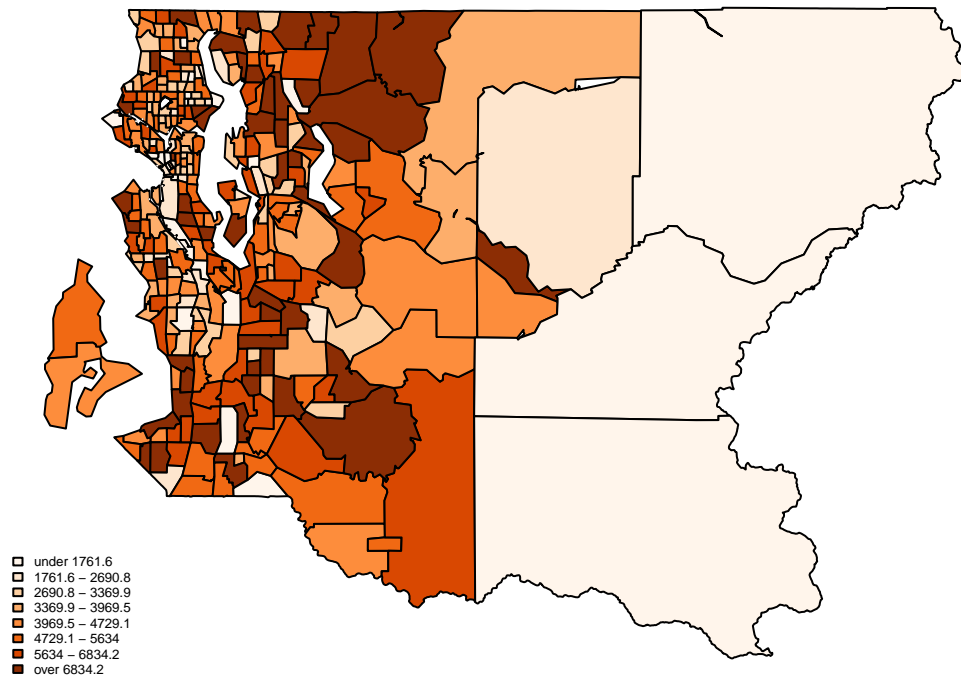 under 1761.6
1761.6 − 2690.8
2690.8 − 3369.9
3369.9 − 3969.5
3969.5 − 4729.1
4729.1 − 5634
5634 − 6834.2
over 6834.2